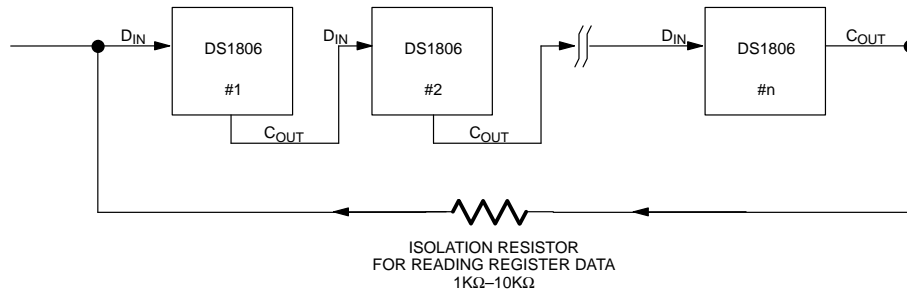 D_IN DS1806 D_IN DS1806 D_IN DS1806 C_OUT
#1 #2 #n
C_OUT C_OUT
ISOLATION RESISTOR
FOR READING REGISTER DATA
1KΩ–10KΩ